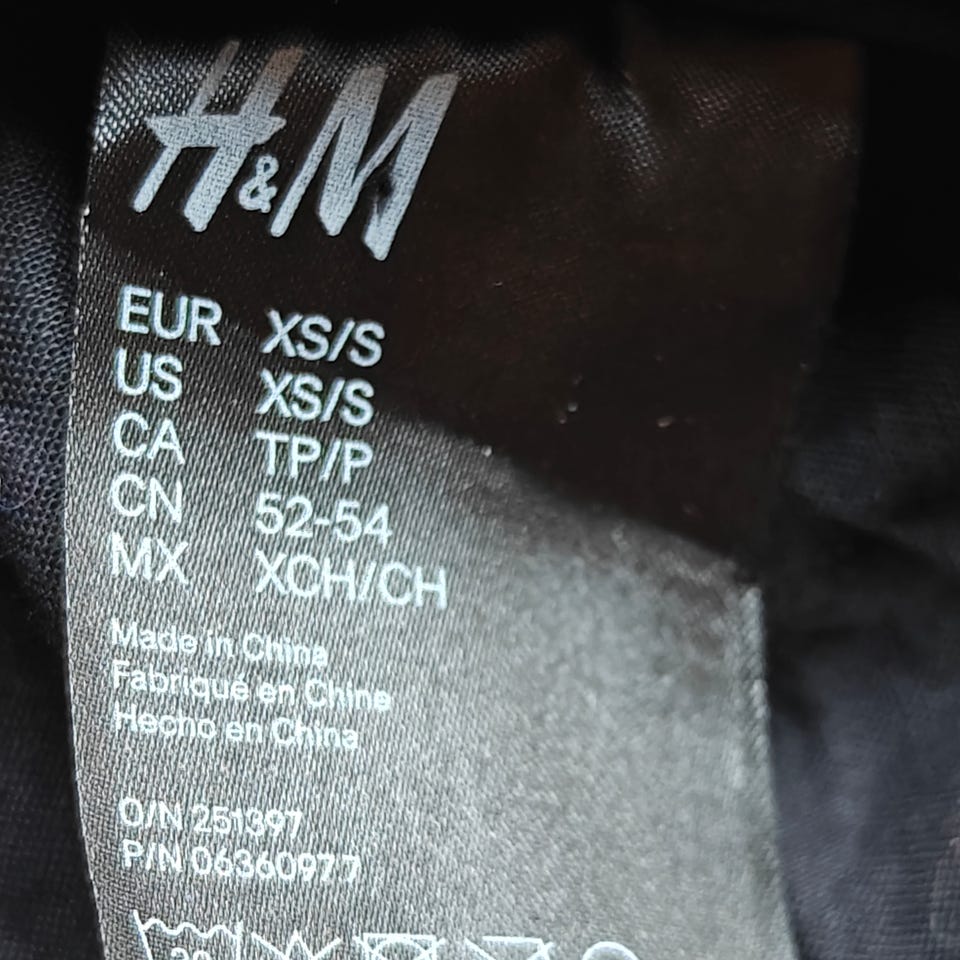 H&M
EUR XS/S
US XS/S
CA TP/P
CN 52-54
MX XCH/CH
Made in China
Fabriqué en Chine
Hecho en China
O/N 251397
P/N 06360977